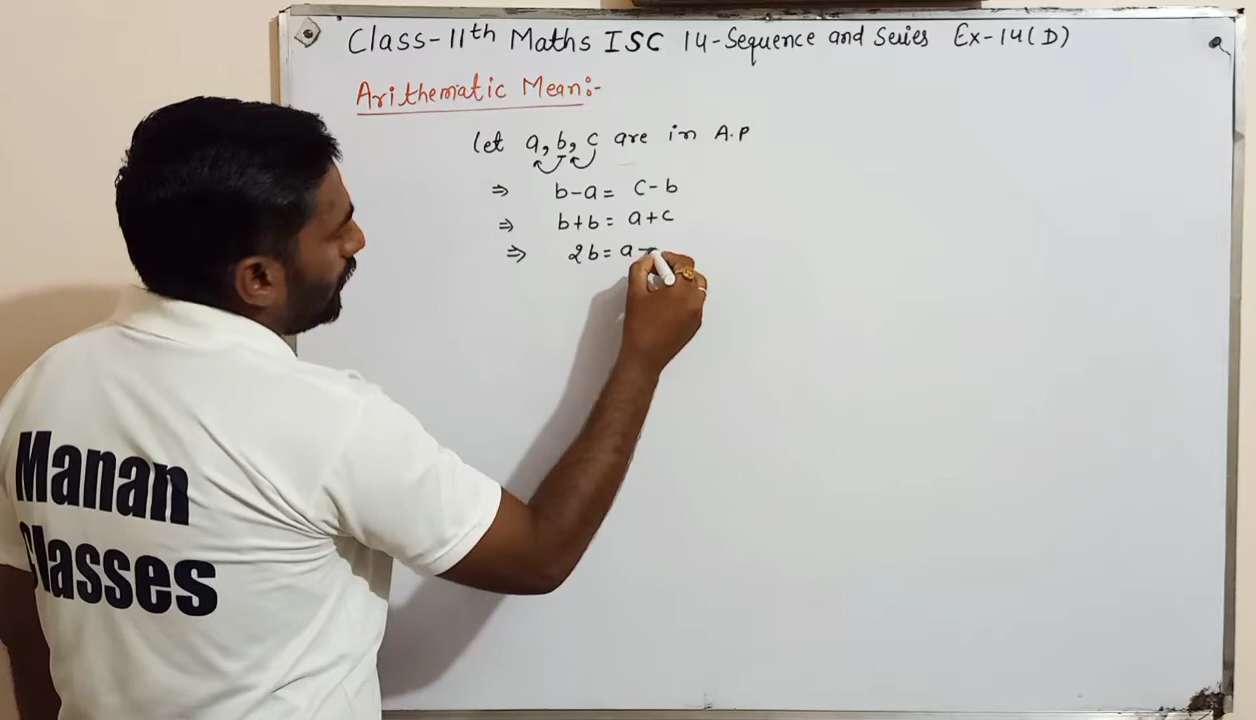 Class-11th Maths ISC 14-Sequence and Series Ex-14(D)
Arithematic Mean:-
let a, b, c are in A.P
⇒ b-a = c-b
⇒ b+b = a+c
⇒ 2b = a
Manan
Classes